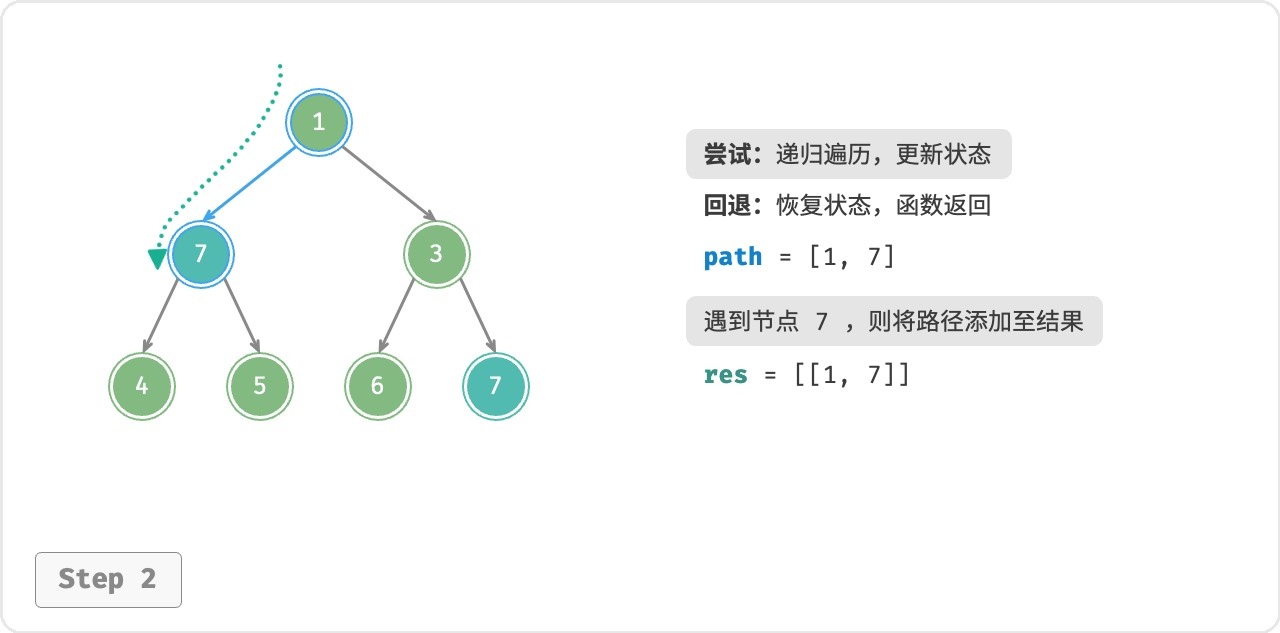 1
7
3
4
5
6
7
尝试：递归遍历，更新状态
回退：恢复状态，函数返回
path = [1, 7]
遇到节点 7 ，则将路径添加至结果
res = [[1, 7]]
Step 2